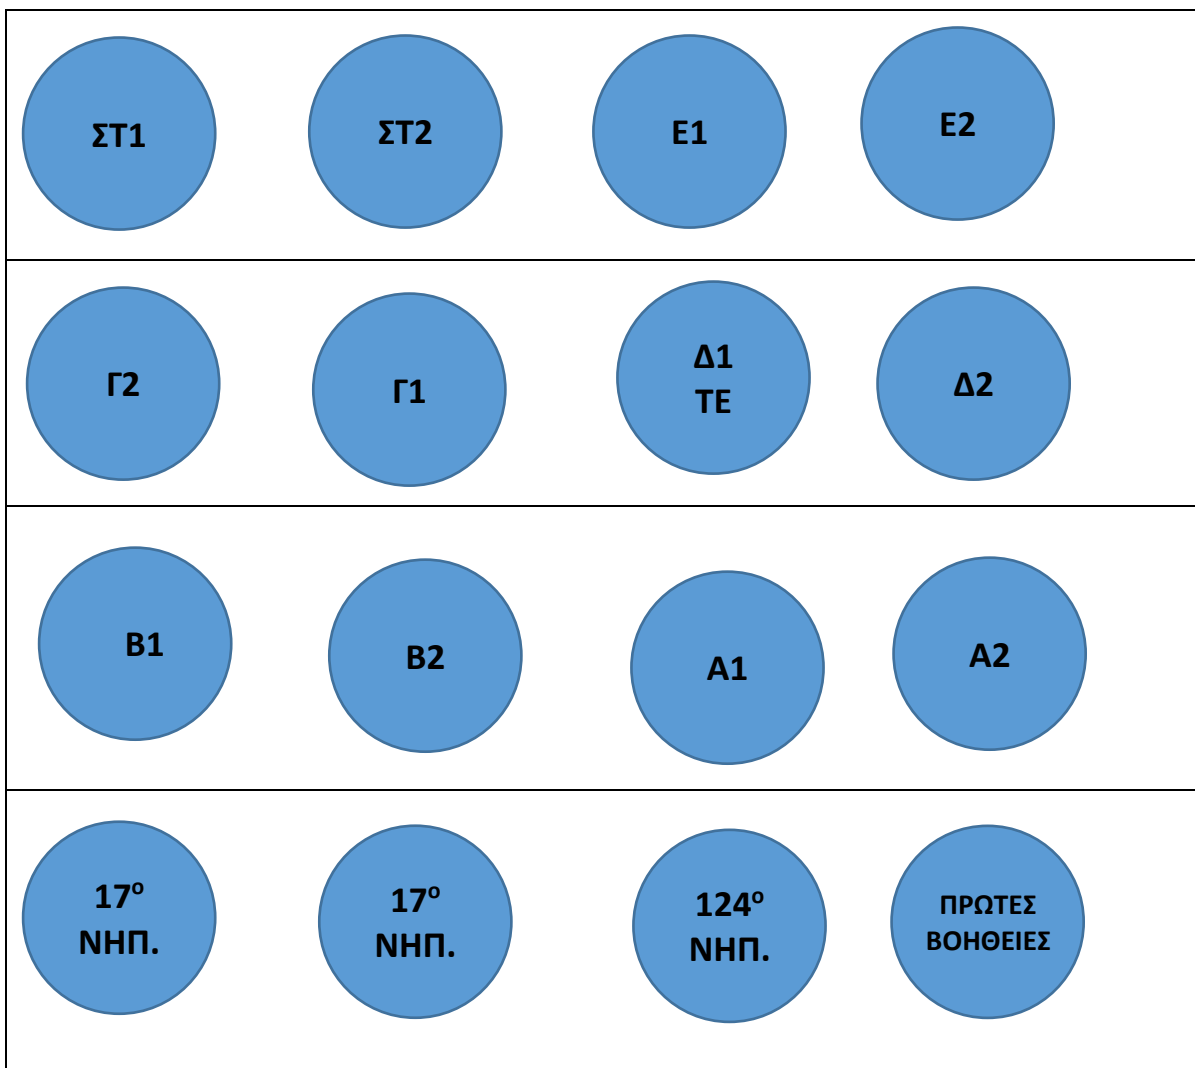 ΣΤ1
ΣΤ2
Ε1
Ε2
Γ2
Γ1
Δ1
ΤΕ
Δ2
Β1
Β2
Α1
Α2
17ο
ΝΗΠ.
17ο
ΝΗΠ.
124ο
ΝΗΠ.
ΠΡΩΤΕΣ
ΒΟΗΘΕΙΕΣ